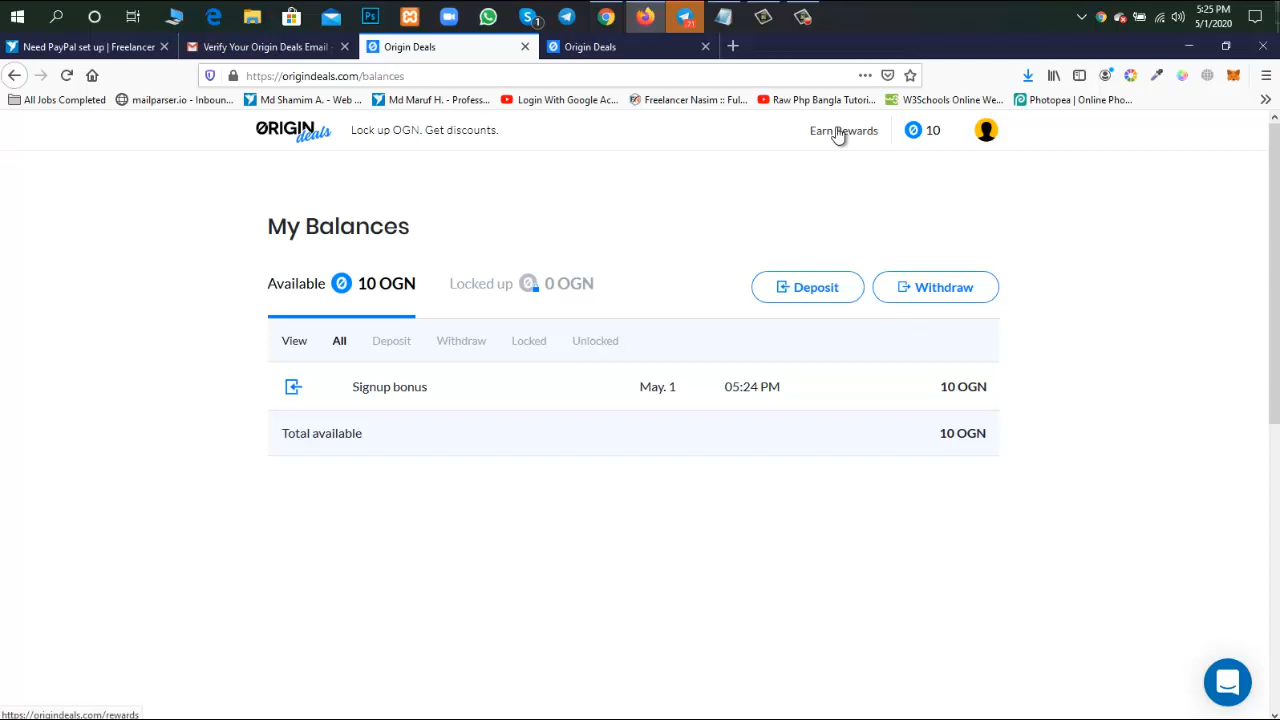 1
71
5:25 PM
5/1/2020
Need PayPal set up | Freelancer
Verify Your Origin Deals Email -
Origin Deals
Origin Deals
https://origindeals.com/balances
All Jobs Completed
mailparser.io - Inboun...
Md Shamim A. - Web ...
Md Maruf H. - Profess...
Login With Google Ac...
Freelancer Nasim :: Ful...
Raw Php Bangla Tutori...
W3Schools Online We...
Photopea | Online Pho...
ORIGIN deals
Lock up OGN. Get discounts.
Earn Rewards
10
My Balances
Available 10 OGN
Locked up 0 OGN
Deposit
Withdraw
View All Deposit Withdraw Locked Unlocked
Signup bonus May. 1 05:24 PM 10 OGN
Total available 10 OGN
https://origindeals.com/rewards